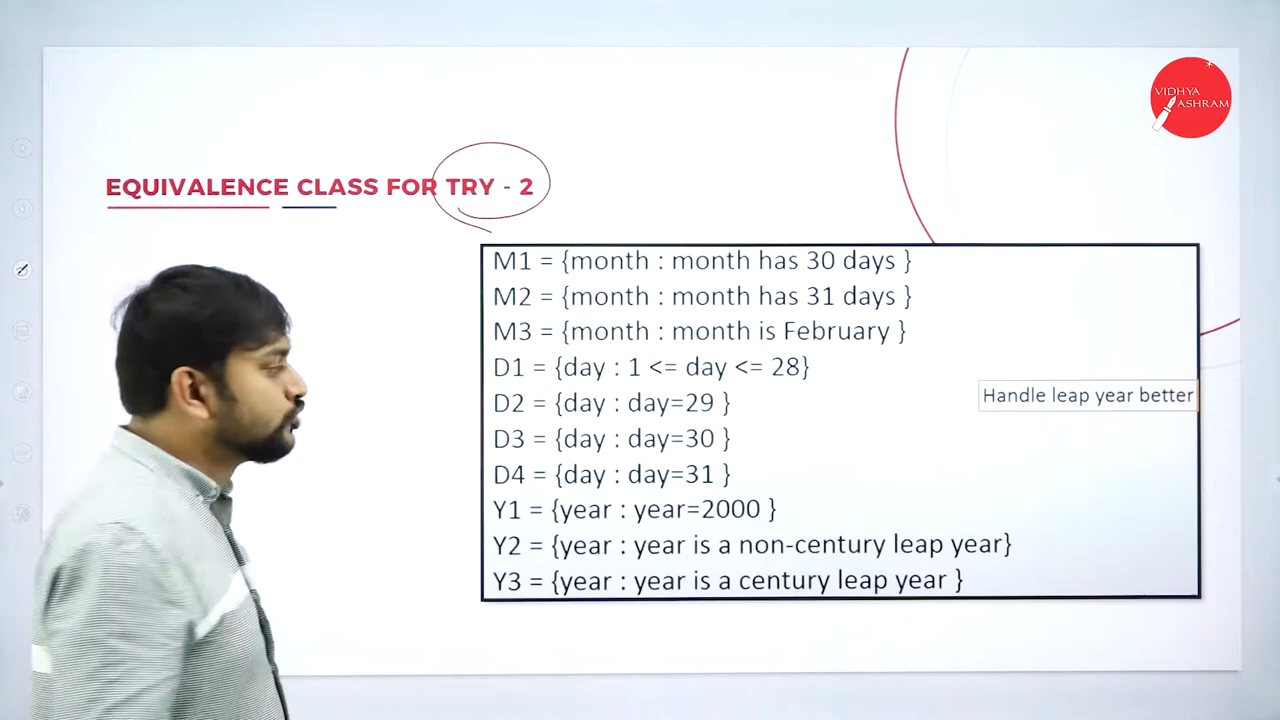 VIDHYA
ASHRAM
EQUIVALENCE CLASS FOR TRY - 2
M1 = {month : month has 30 days }
M2 = {month : month has 31 days }
M3 = {month : month is February }
D1 = {day : 1 <= day <= 28}
Handle leap year better
D2 = {day : day=29 }
D3 = {day : day=30 }
D4 = {day : day=31 }
Y1 = {year : year=2000 }
Y2 = {year : year is a non-century leap year}
Y3 = {year : year is a century leap year }